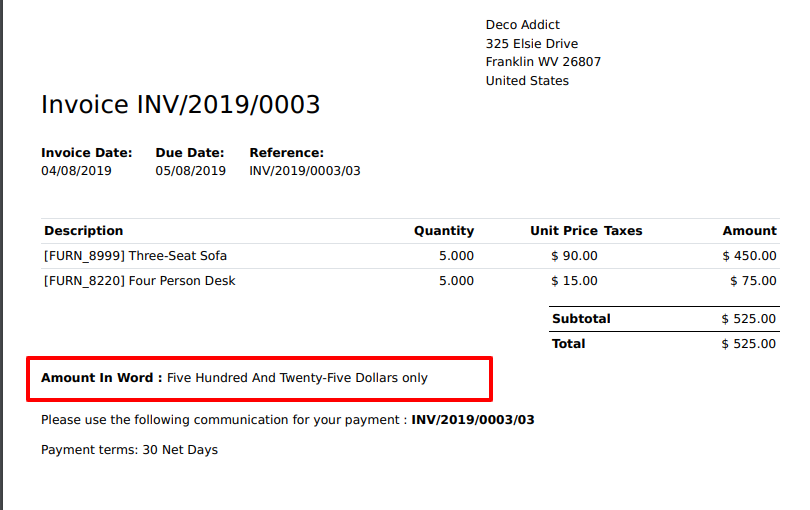 Deco Addict
325 Elsie Drive
Franklin WV 26807
United States
Invoice INV/2019/0003
Invoice Date: Due Date: Reference:
04/08/2019 05/08/2019 INV/2019/0003/03
Description Quantity Unit Price Taxes Amount
[FURN_8999] Three-Seat Sofa 5.000 $ 90.00 $ 450.00
[FURN_8220] Four Person Desk 5.000 $ 15.00 $ 75.00
Subtotal $ 525.00
Total $ 525.00
Amount In Word : Five Hundred And Twenty-Five Dollars only
Please use the following communication for your payment : INV/2019/0003/03
Payment terms: 30 Net Days